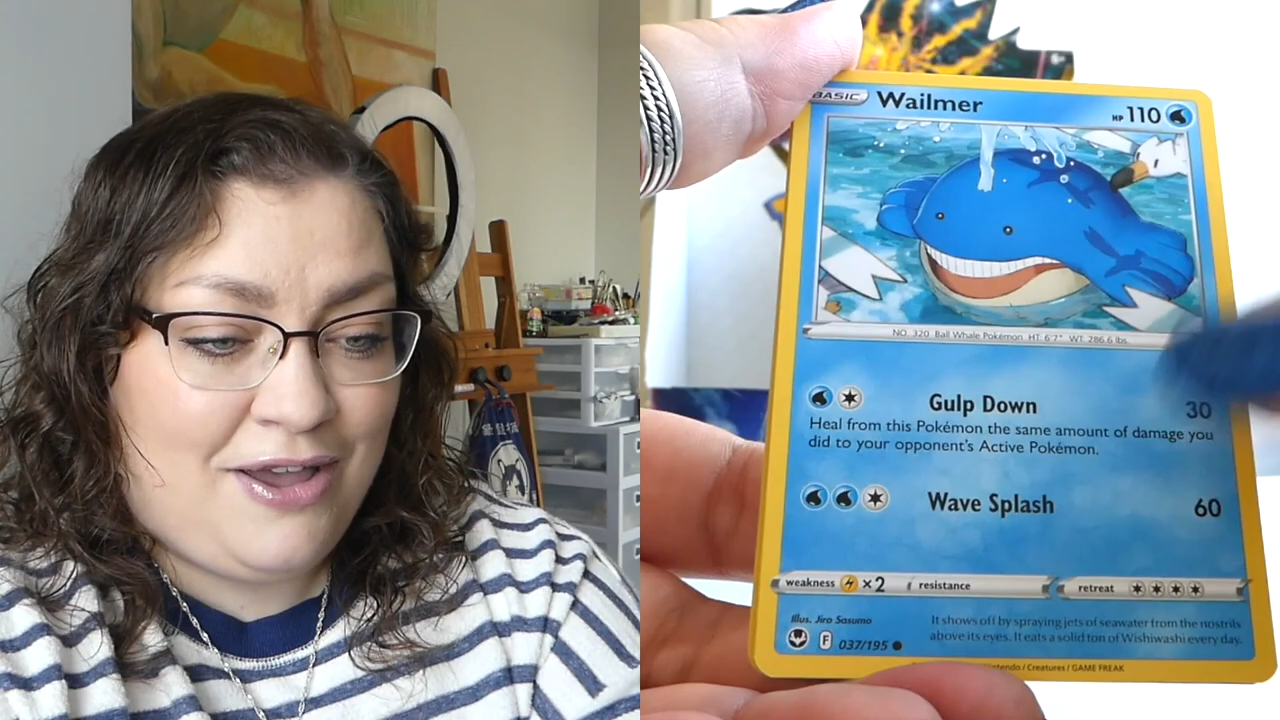 BASIC Wailmer HP 110
NO. 320 Ball Whale Pokémon HT: 6'7" WT: 286.6 lbs.
Gulp Down 30
Heal from this Pokémon the same amount of damage you
did to your opponent's Active Pokémon.
Wave Splash 60
weakness ×2 resistance retreat
Illus. Jiro Sasumo
It shows off by spraying jets of seawater from the nostrils
above its eyes. It eats a solid ton of Wishiwashi every day.
F 037/195
/ Creatures / GAME FREAK